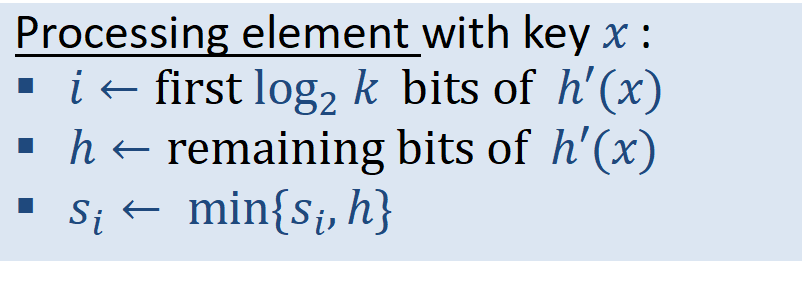 Processing element with key x :
▪ i ← first log₂ k bits of h′(x)
▪ h ← remaining bits of h′(x)
▪ sᵢ ← min{sᵢ, h}